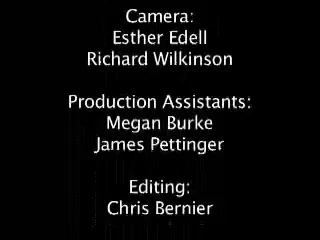 Camera:
Esther Edell
Richard Wilkinson
Production Assistants:
Megan Burke
James Pettinger
Editing:
Chris Bernier